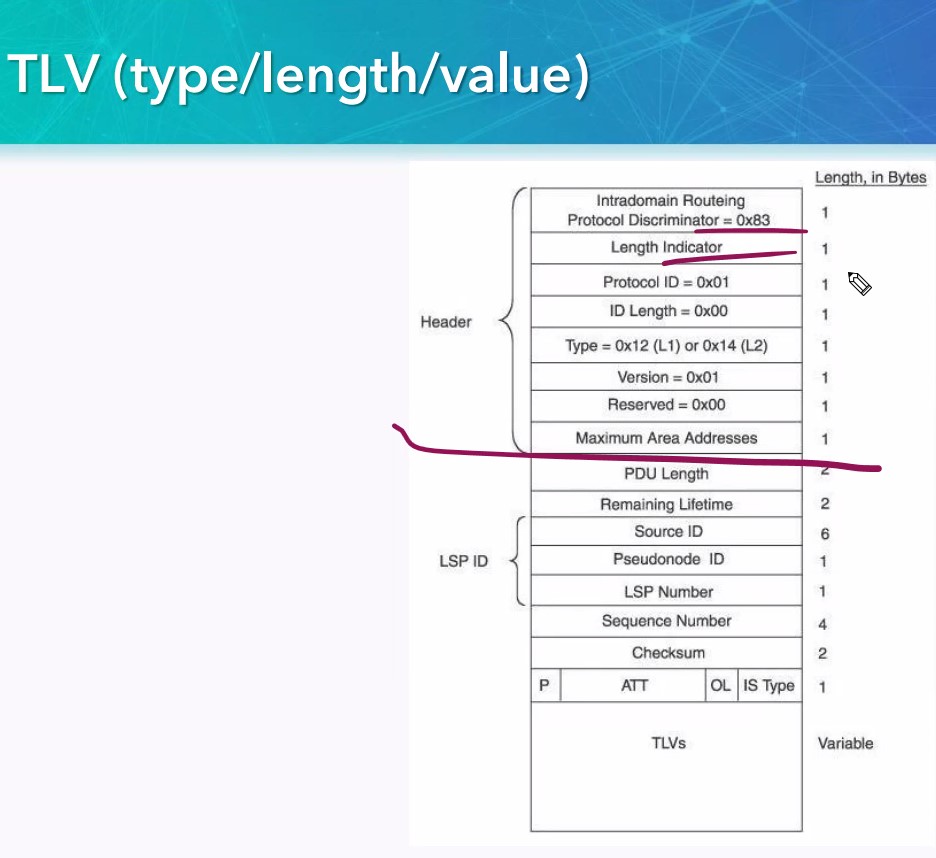 TLV (type/length/value)
Length, in Bytes
Intradomain Routeing
Protocol Discriminator = 0x83
1
Length Indicator
1
Protocol ID = 0x01
1
ID Length = 0x00
1
Header
Type = 0x12 (L1) or 0x14 (L2)
1
Version = 0x01
1
Reserved = 0x00
1
Maximum Area Addresses
1
PDU Length
2
Remaining Lifetime
2
Source ID
6
LSP ID
Pseudonode ID
1
LSP Number
1
Sequence Number
4
Checksum
2
P ATT OL IS Type
1
TLVs
Variable